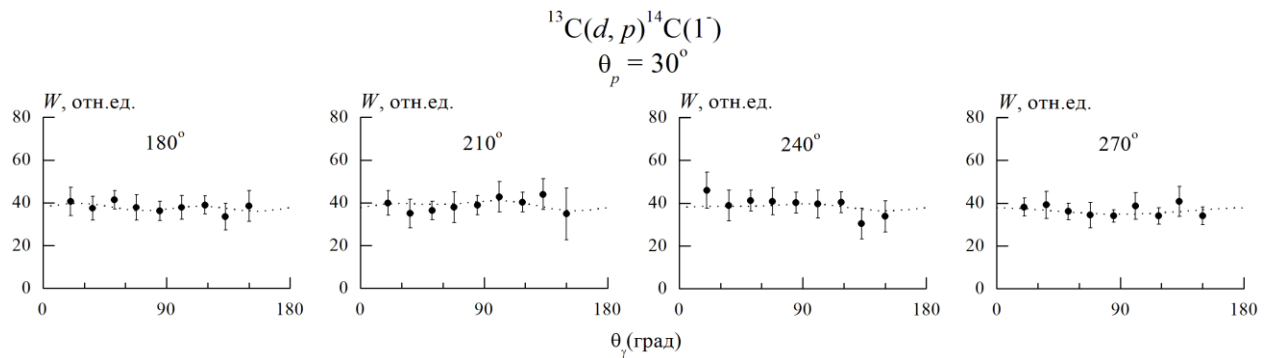 ¹³C(d, p)¹⁴C(1⁻)
θₚ = 30°
W, отн.ед. W, отн.ед. W, отн.ед. W, отн.ед.
80 80 80 80
180° 210° 240° 270°
60 60 60 60
40 40 40 40
20 20 20 20
0 0 0 0
0 90 180 0 90 180 0 90 180 0 90 180
θᵧ(град)